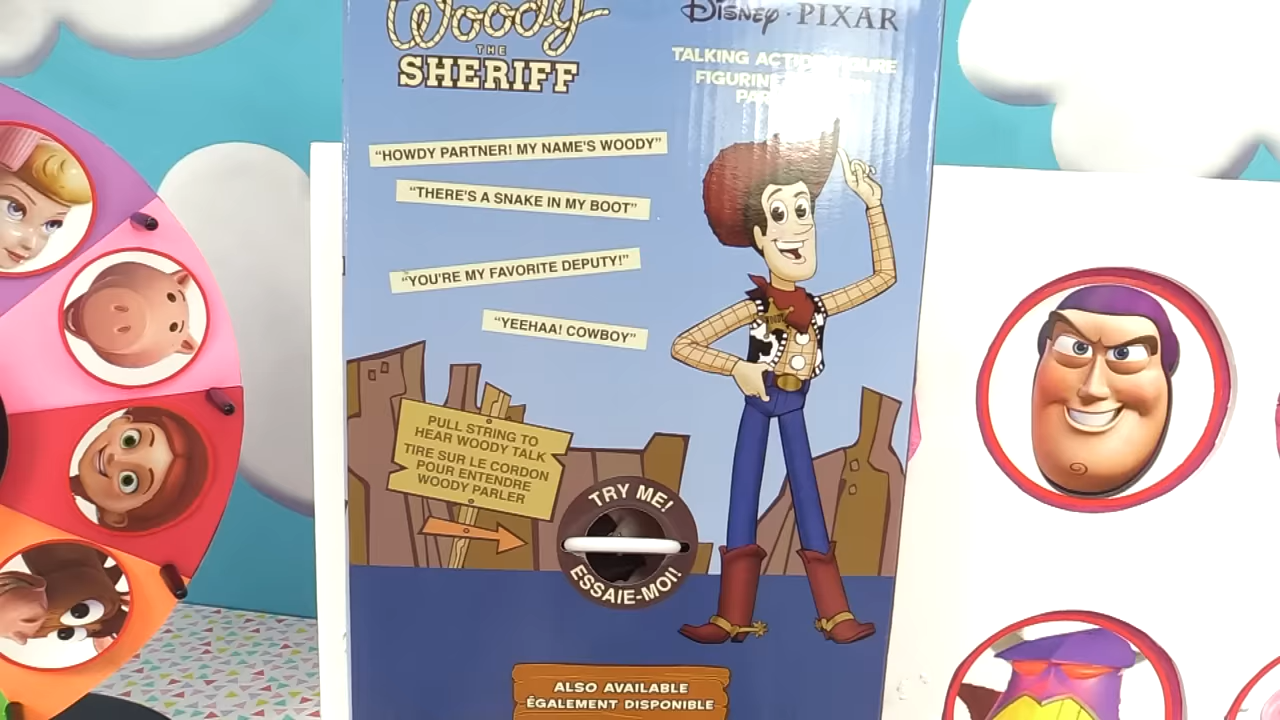 Woody
THE
SHERIFF
Disney · PIXAR
TALKING
FIGURINE
"HOWDY PARTNER! MY NAME'S WOODY"
"THERE'S A SNAKE IN MY BOOT"
"YOU'RE MY FAVORITE DEPUTY!"
"YEEHAA! COWBOY"
PULL STRING TO
HEAR WOODY TALK
TIRE SUR LE CORDON
POUR ENTENDRE
WOODY PARLER
TRY ME!
ESSAIE-MOI!
ALSO AVAILABLE
ÉGALEMENT DISPONIBLE